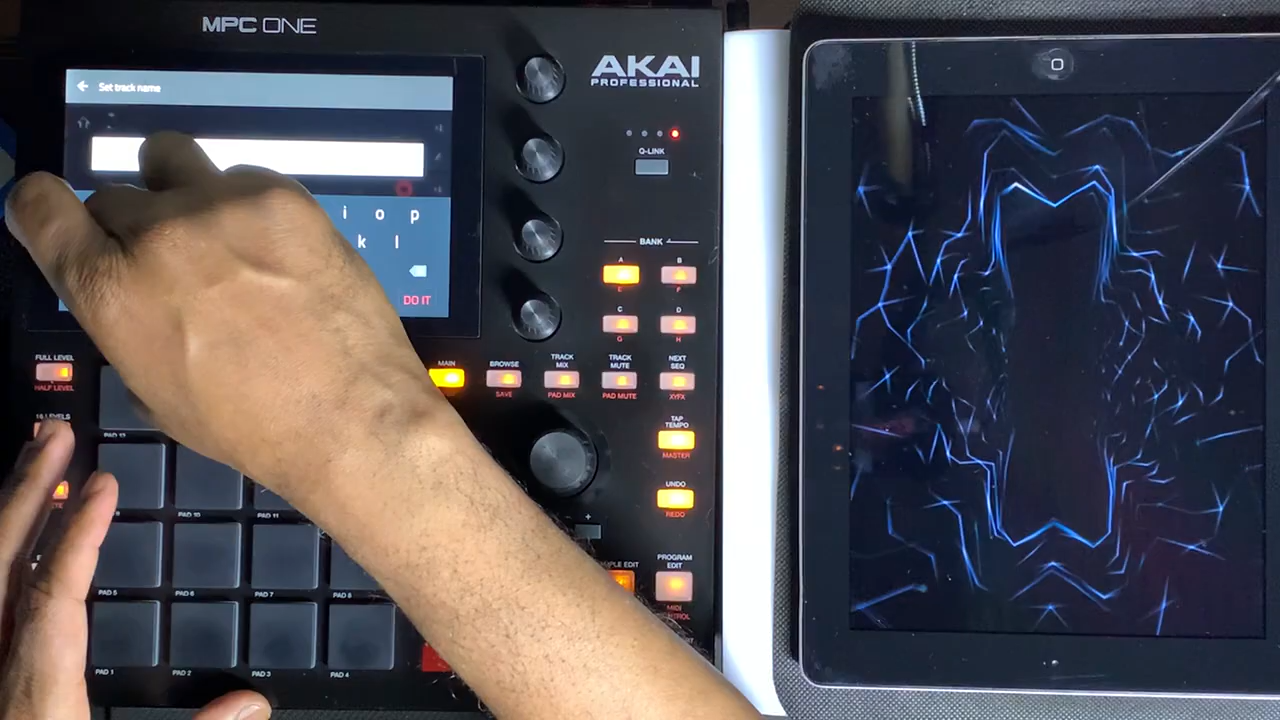 MPC ONE
AKAI
PROFESSIONAL
Set track name
i o p
k l
DO IT
Q-LINK
BANK
A B
E F
C D
G H
FULL LEVEL
HALF LEVEL
16 LEVELS
MAIN
BROWSE
SAVE
TRACK MIX
PAD MIX
TRACK MUTE
PAD MUTE
NEXT SEQ
XYFX
TAP TEMPO
MASTER
UNDO
REDO
+
PROGRAM EDIT
MIDI
PAD 12
PAD 10
PAD 11
PAD 5
PAD 6
PAD 7
PAD 8
PAD 1
PAD 2
PAD 3
PAD 4